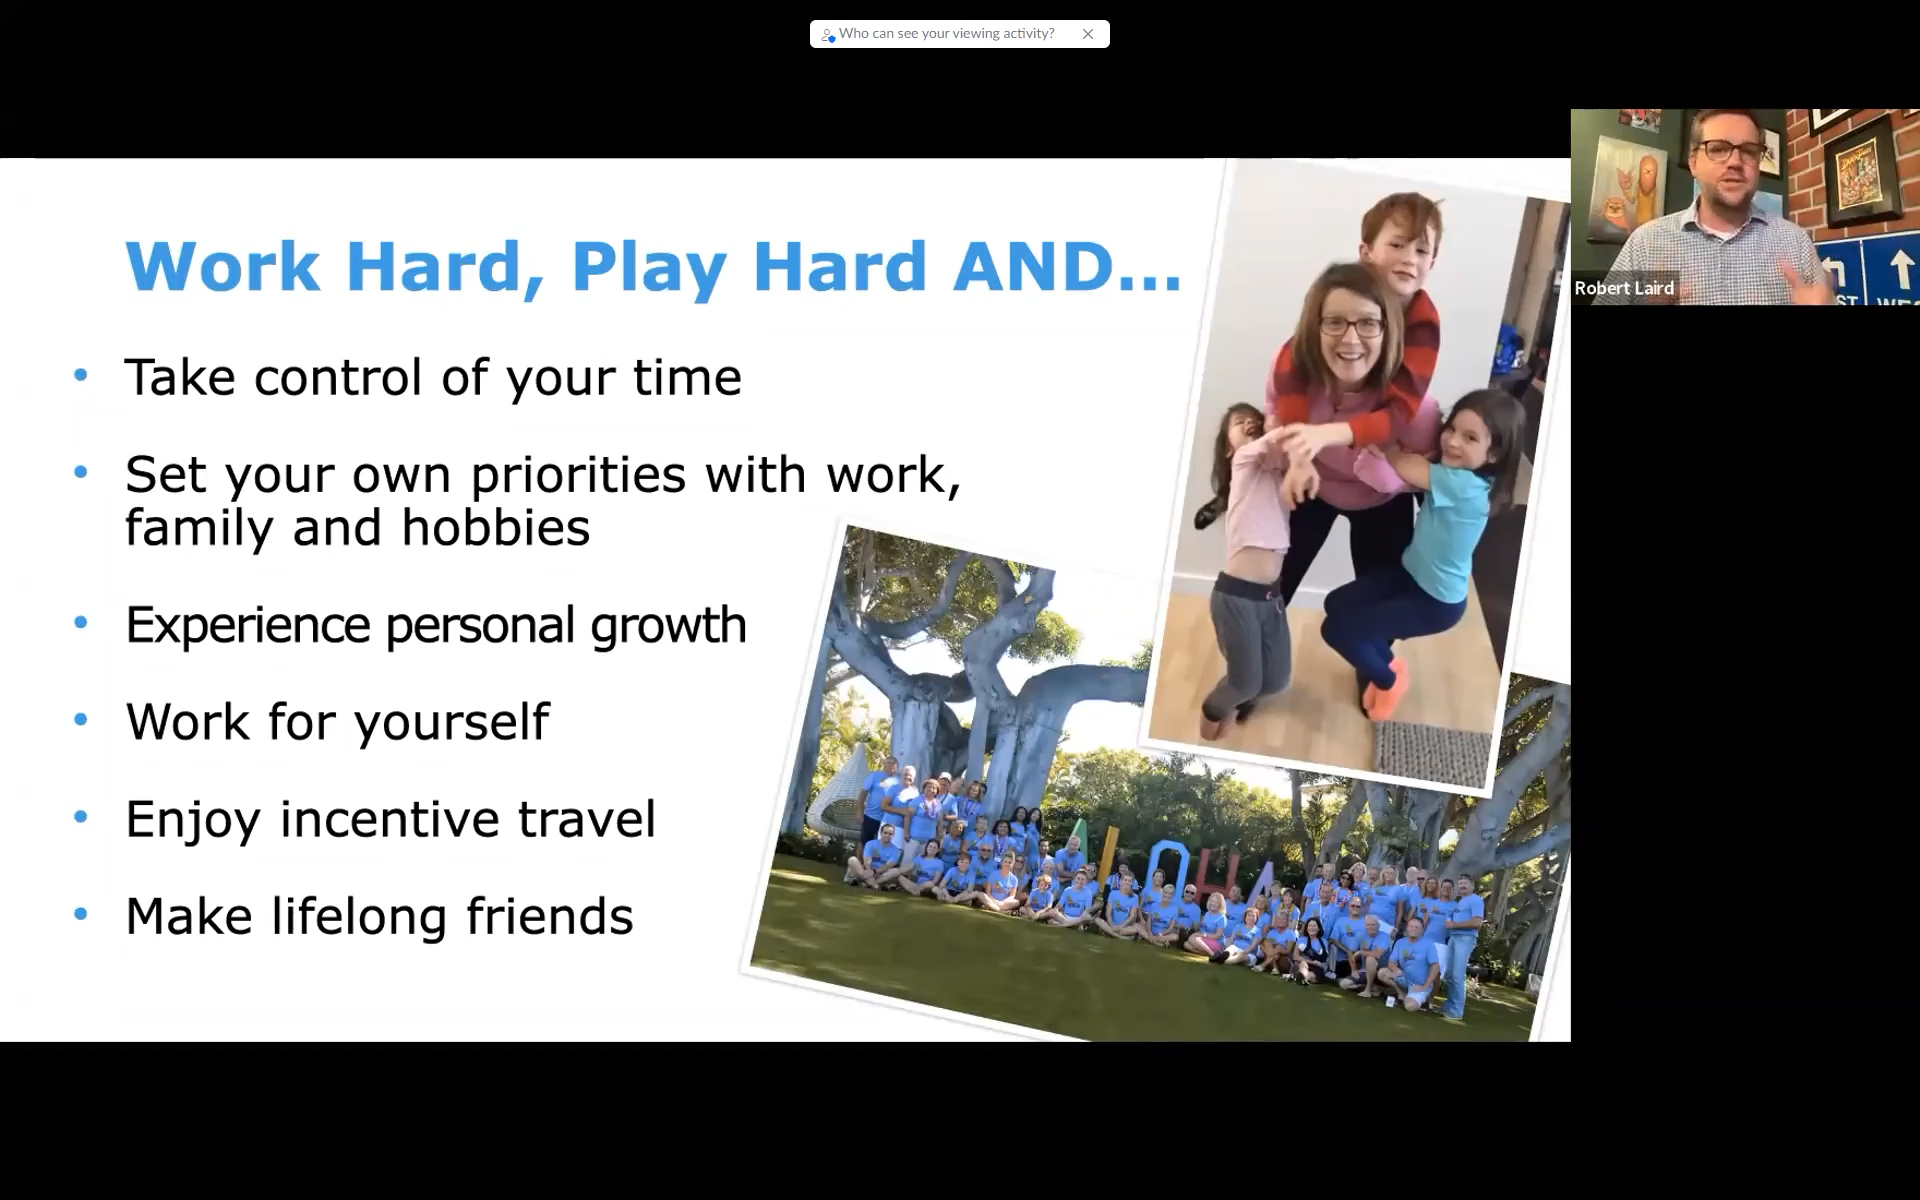 Who can see your viewing activity?
Work Hard, Play Hard AND...
• Take control of your time
• Set your own priorities with work,
family and hobbies
• Experience personal growth
• Work for yourself
• Enjoy incentive travel
• Make lifelong friends
ALOHA
Robert Laird